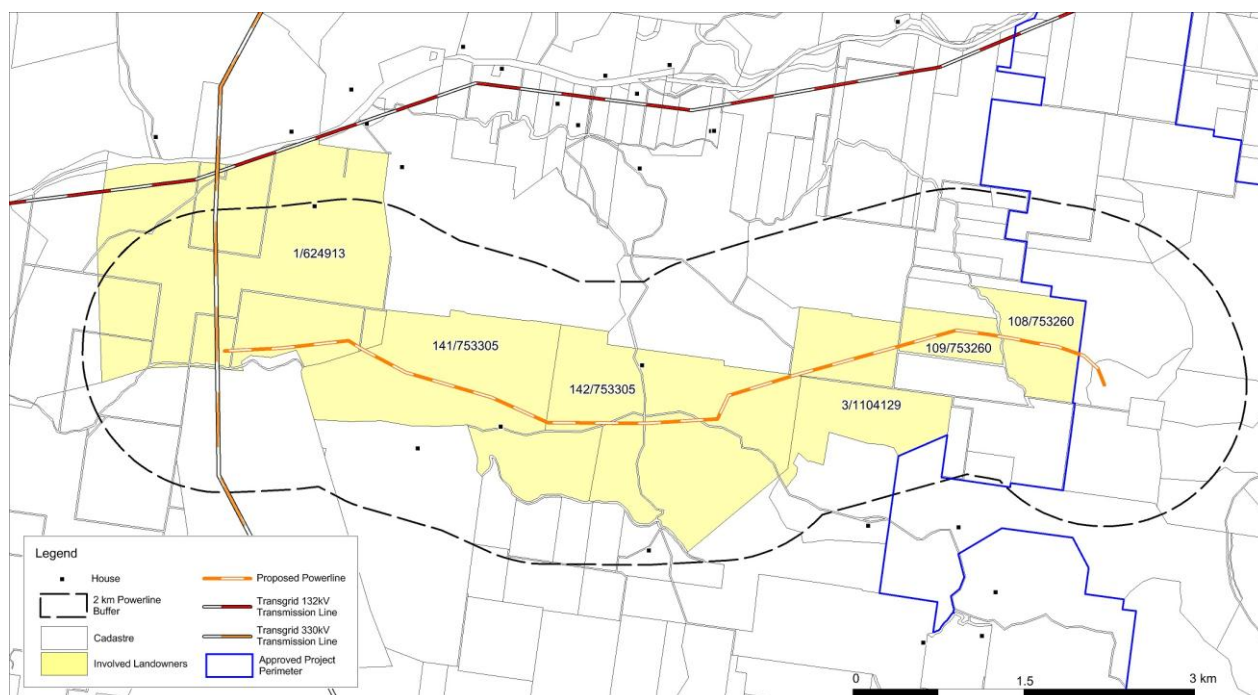 1/624913
108/753260
141/753305
109/753260
142/753305
3/1104129
Legend
House
2 km Powerline
Buffer
Cadastre
Involved Landowners
Proposed Powerline
Transgrid 132kV
Transmission Line
Transgrid 330kV
Transmission Line
Approved Project
Perimeter
0 1.5 3 km